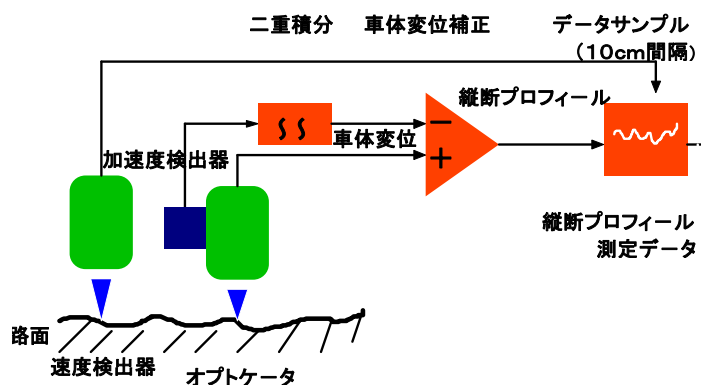 二重積分 車体変位補正 データサンプル
(10cm間隔)
縦断プロフィール
車体変位
加速度検出器
縦断プロフィール
測定データ
路面
速度検出器
オプトケータ